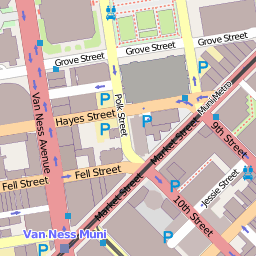 Grove Street
Grove Street
Polk Street
Van Ness Avenue
Hayes Street
Muni Metro
Market Street
9th Street
Fell Street
Fell Street
Market Street
Jessie Street
10th Street
Van Ness Muni
P
P
P
P
P
P